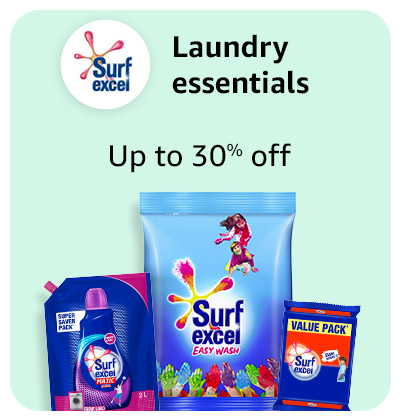 Surf
excel
Laundry
essentials
Up to 30% off
Surf
excel
EASY WASH
SUPER
SAVER
PACK*
Surf
excel
MATIC
2L
VALUE PACK*
Surf
excel